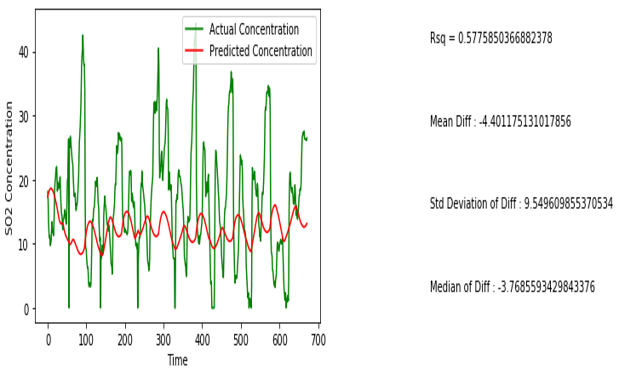 Actual Concentration
Predicted Concentration
SO2 Concentration
40
30
20
10
0
0 100 200 300 400 500 600 700
Time
Rsq = 0.5775850366882378
Mean Diff : -4.401175131017856
Std Deviation of Diff : 9.549609855370534
Median of Diff : -3.7685593429843376